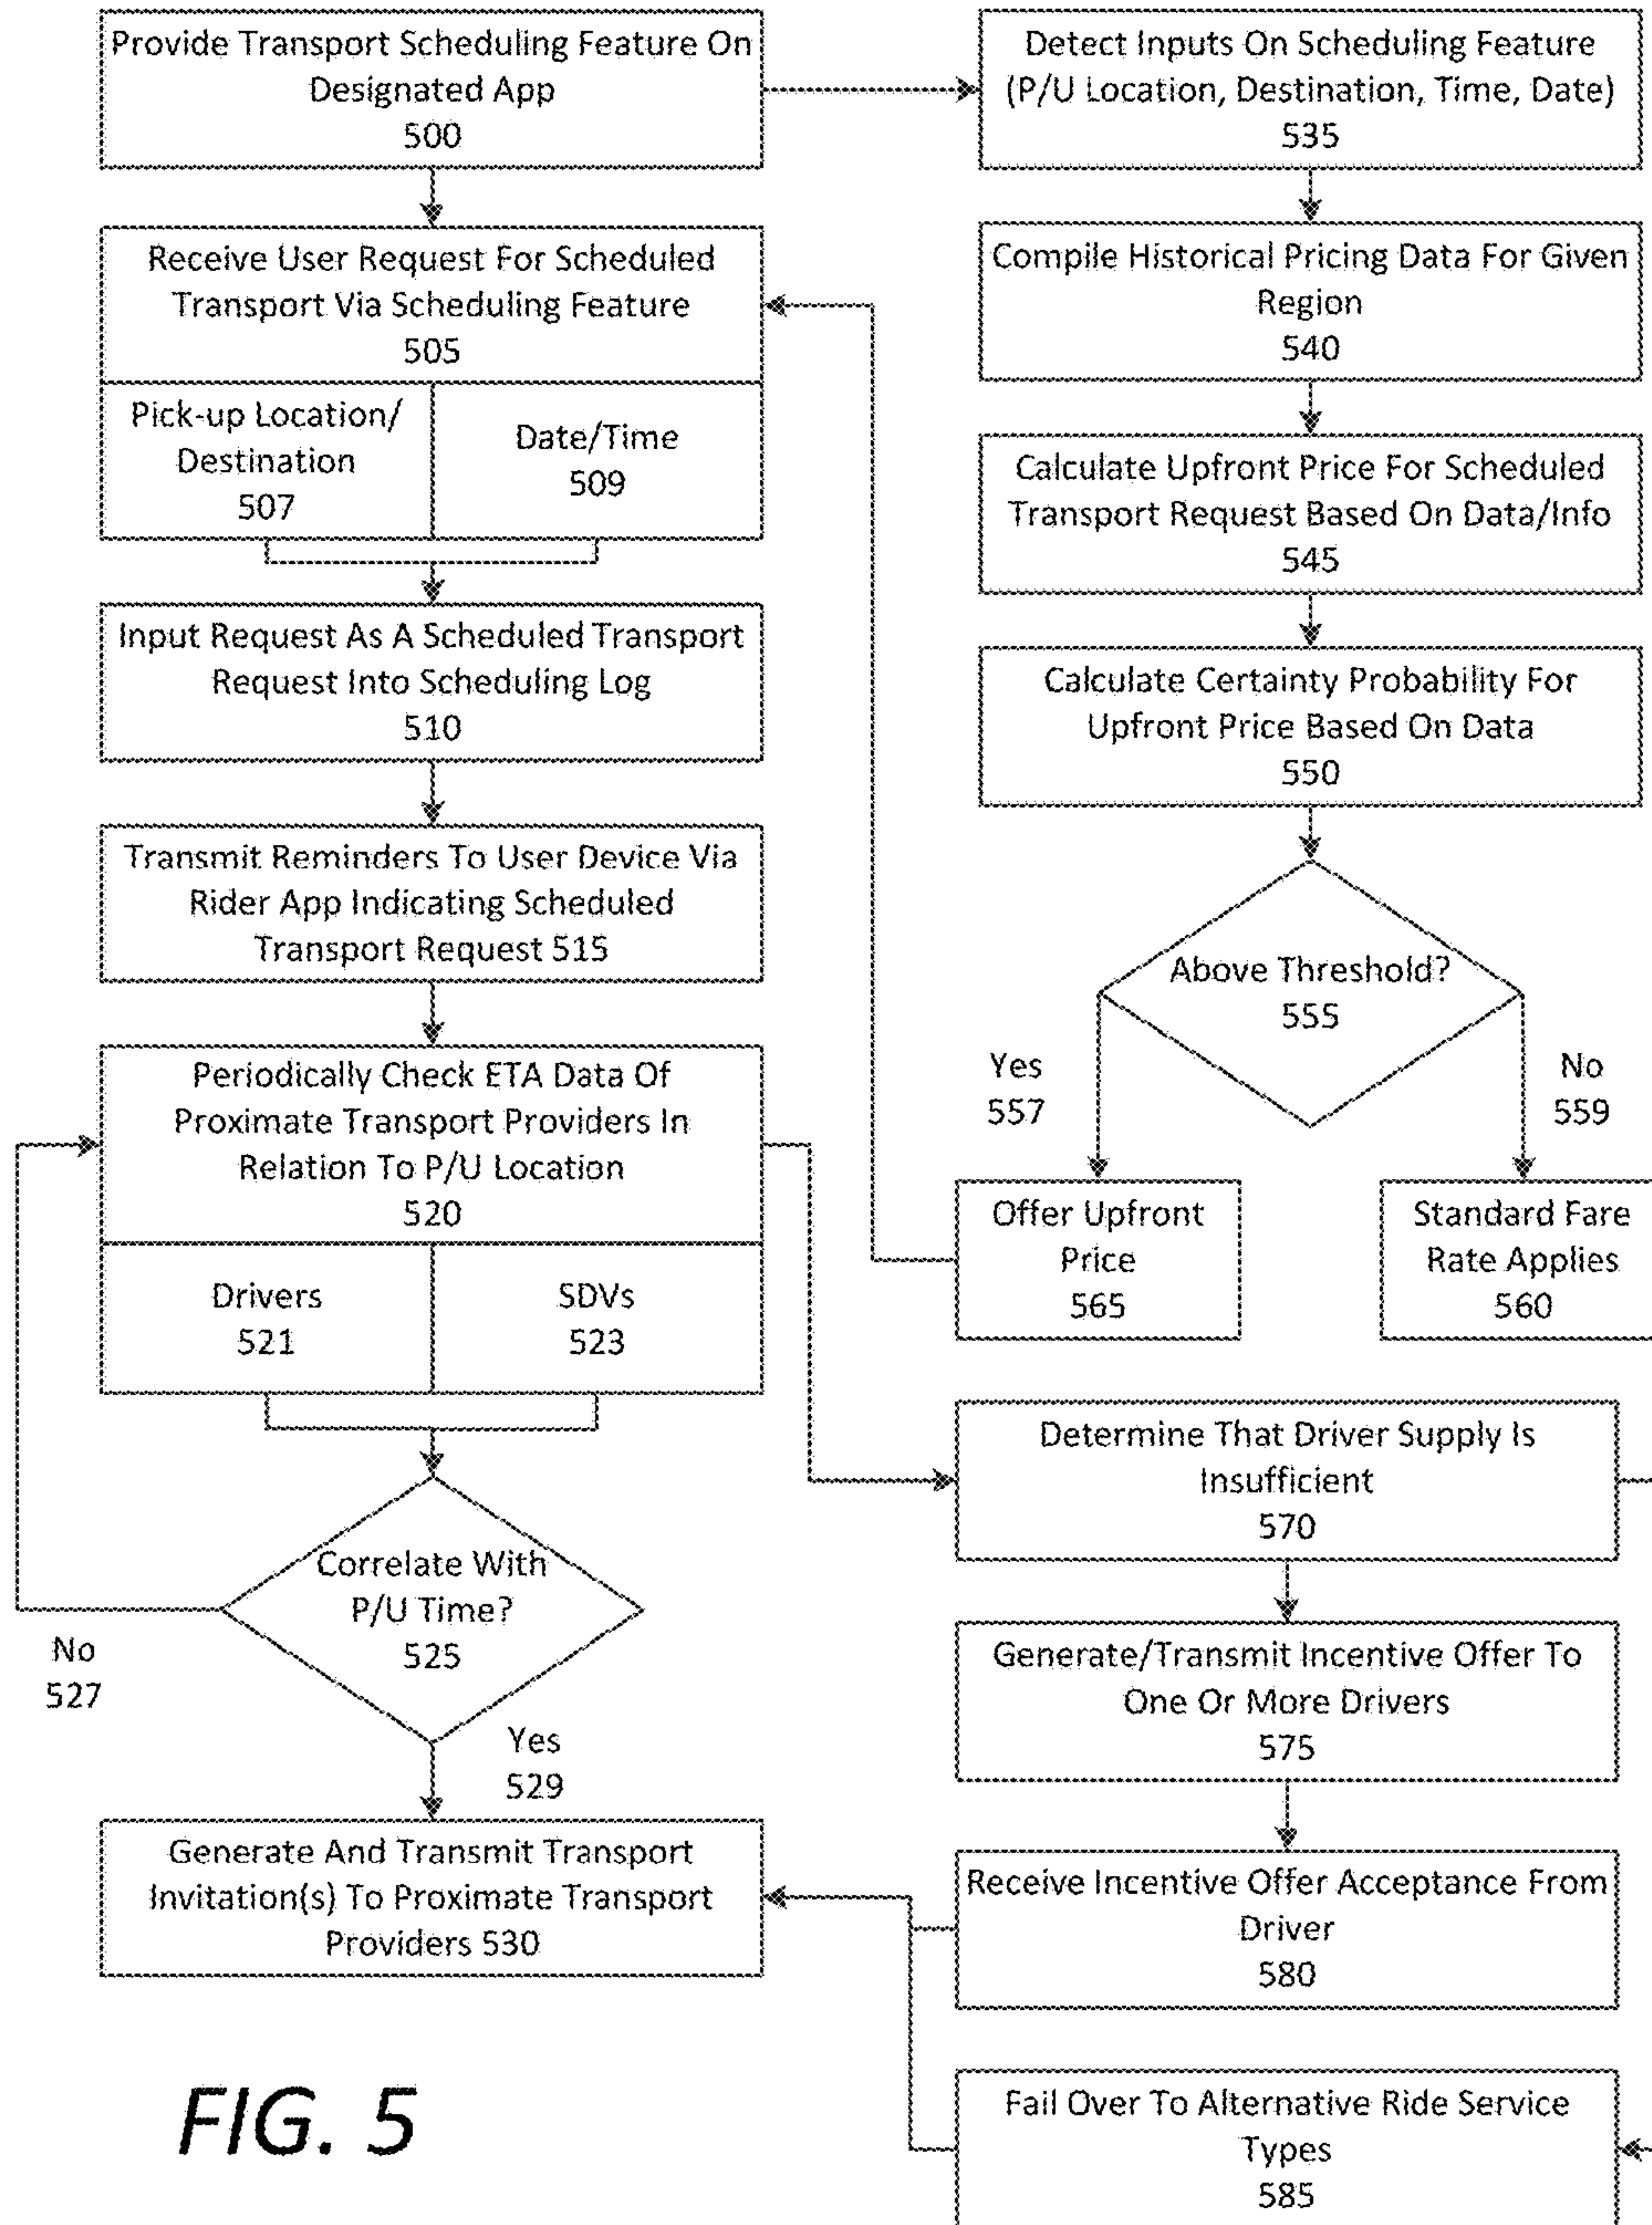 Provide Transport Scheduling Feature On
Designated App
500
Receive User Request For Scheduled
Transport Via Scheduling Feature
505
Pick-up Location/
Destination
507
Date/Time
509
Input Request As A Scheduled Transport
Request Into Scheduling Log
510
Transmit Reminders To User Device Via
Rider App Indicating Scheduled
Transport Request 515
Periodically Check ETA Data Of
Proximate Transport Providers In
Relation To P/U Location
520
Drivers
521
SDVs
523
Correlate With
P/U Time?
525
No
527
Yes
529
Generate And Transmit Transport
Invitation(s) To Proximate Transport
Providers 530
Detect Inputs On Scheduling Feature
(P/U Location, Destination, Time, Date)
535
Compile Historical Pricing Data For Given
Region
540
Calculate Upfront Price For Scheduled
Transport Request Based On Data/Info
545
Calculate Certainty Probability For
Upfront Price Based On Data
550
Above Threshold?
555
Yes
557
No
559
Offer Upfront
Price
565
Standard Fare
Rate Applies
560
Determine That Driver Supply Is
Insufficient
570
Generate/Transmit Incentive Offer To
One Or More Drivers
575
Receive Incentive Offer Acceptance From
Driver
580
Fail Over To Alternative Ride Service
Types
585
FIG. 5